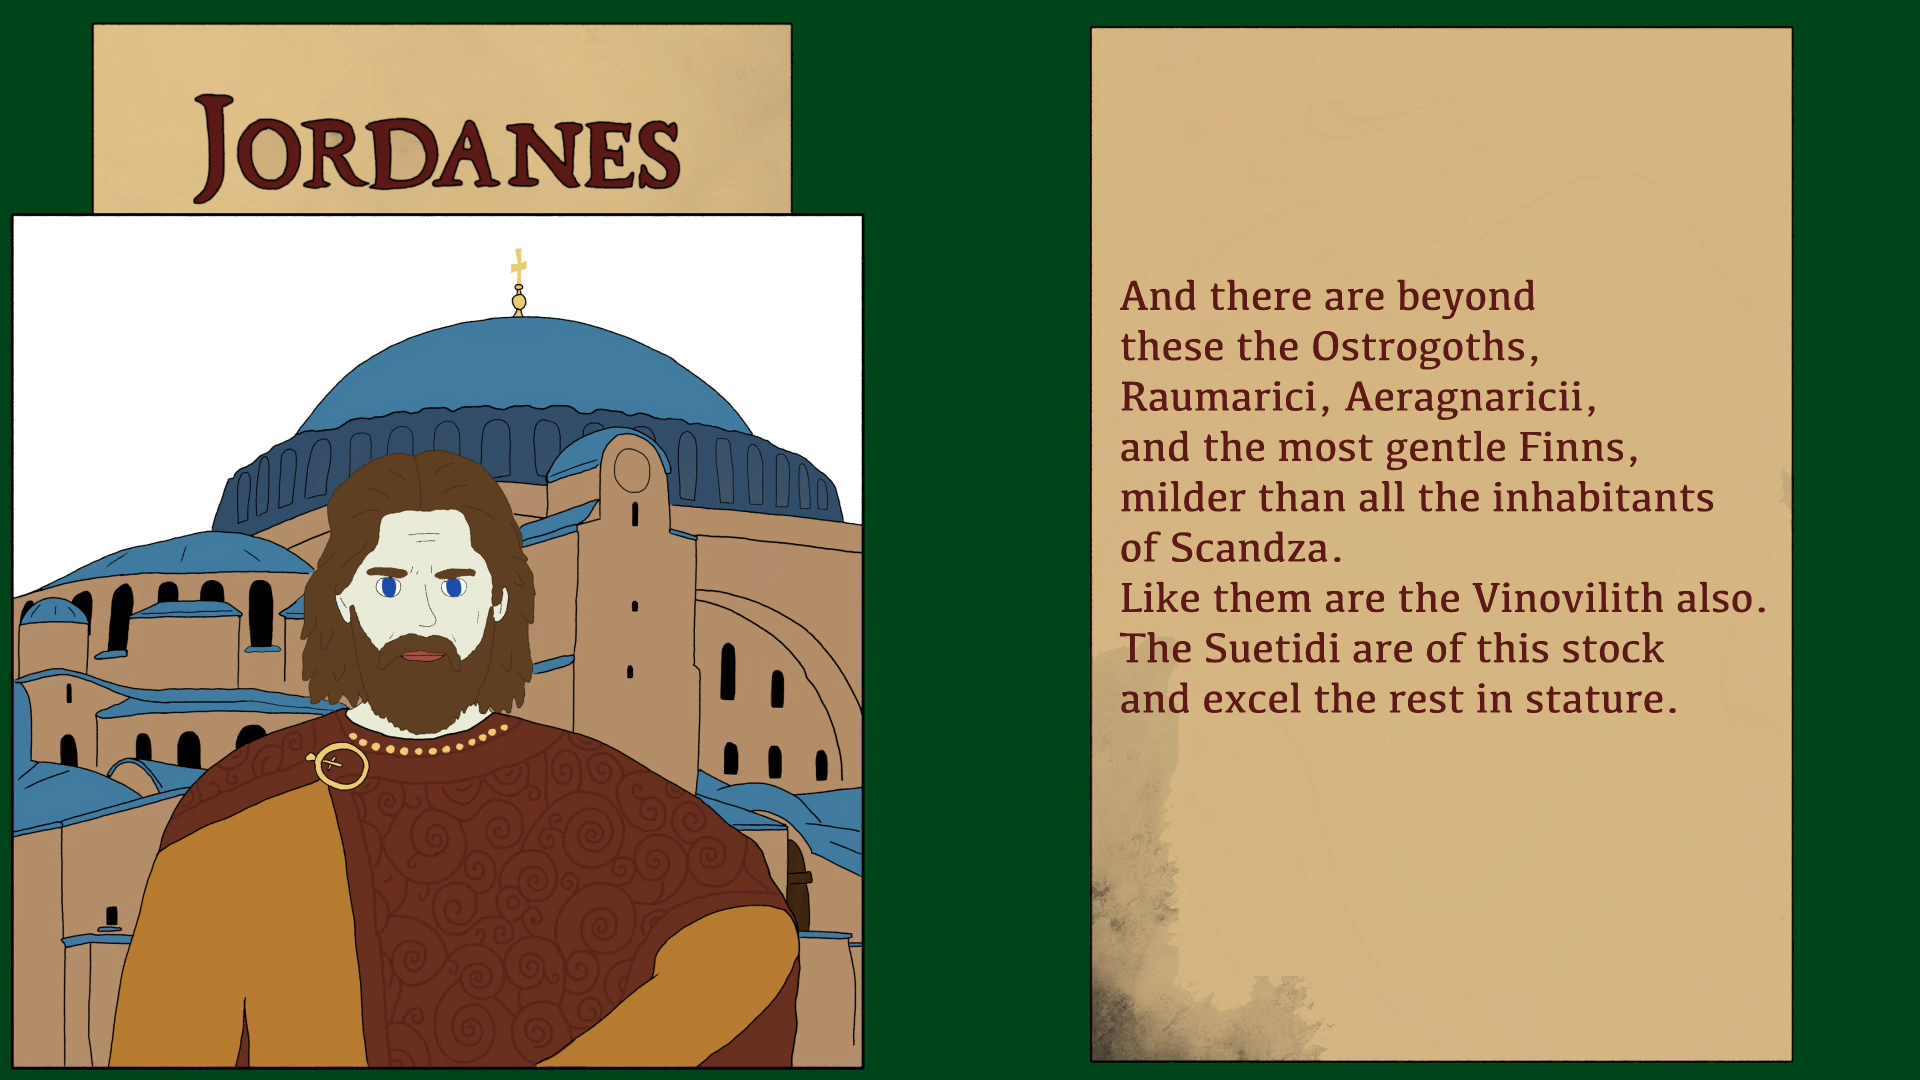 JORDANES
And there are beyond
these the Ostrogoths,
Raumarici, Aeragnaricii,
and the most gentle Finns,
milder than all the inhabitants
of Scandza.
Like them are the Vinovilith also.
The Suetidi are of this stock
and excel the rest in stature.